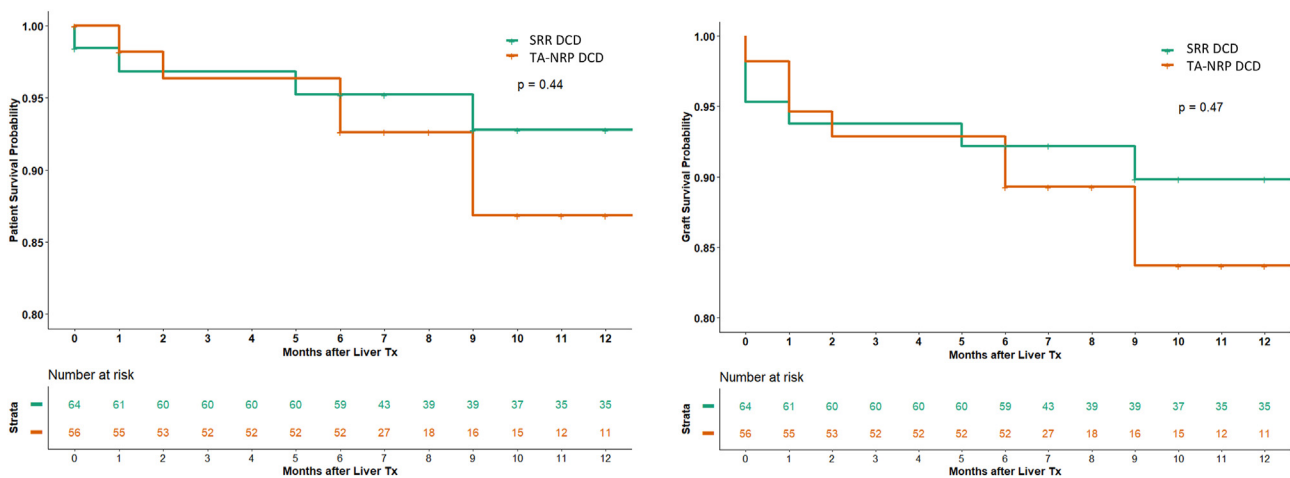 1.00
0.95
0.90
0.85
0.80
Patient Survival Probability
SRR DCD
TA-NRP DCD
p = 0.44
0 1 2 3 4 5 6 7 8 9 10 11 12
Months after Liver Tx
Number at risk
Strata
64 61 60 60 60 60 59 43 39 39 37 35 35
56 55 53 52 52 52 52 27 18 16 15 12 11
0 1 2 3 4 5 6 7 8 9 10 11 12
Months after Liver Tx
1.00
0.95
0.90
0.85
0.80
Graft Survival Probability
SRR DCD
TA-NRP DCD
p = 0.47
0 1 2 3 4 5 6 7 8 9 10 11 12
Months after Liver Tx
Number at risk
Strata
64 61 60 60 60 60 59 43 39 39 37 35 35
56 55 53 52 52 52 52 27 18 16 15 12 11
0 1 2 3 4 5 6 7 8 9 10 11 12
Months after Liver Tx